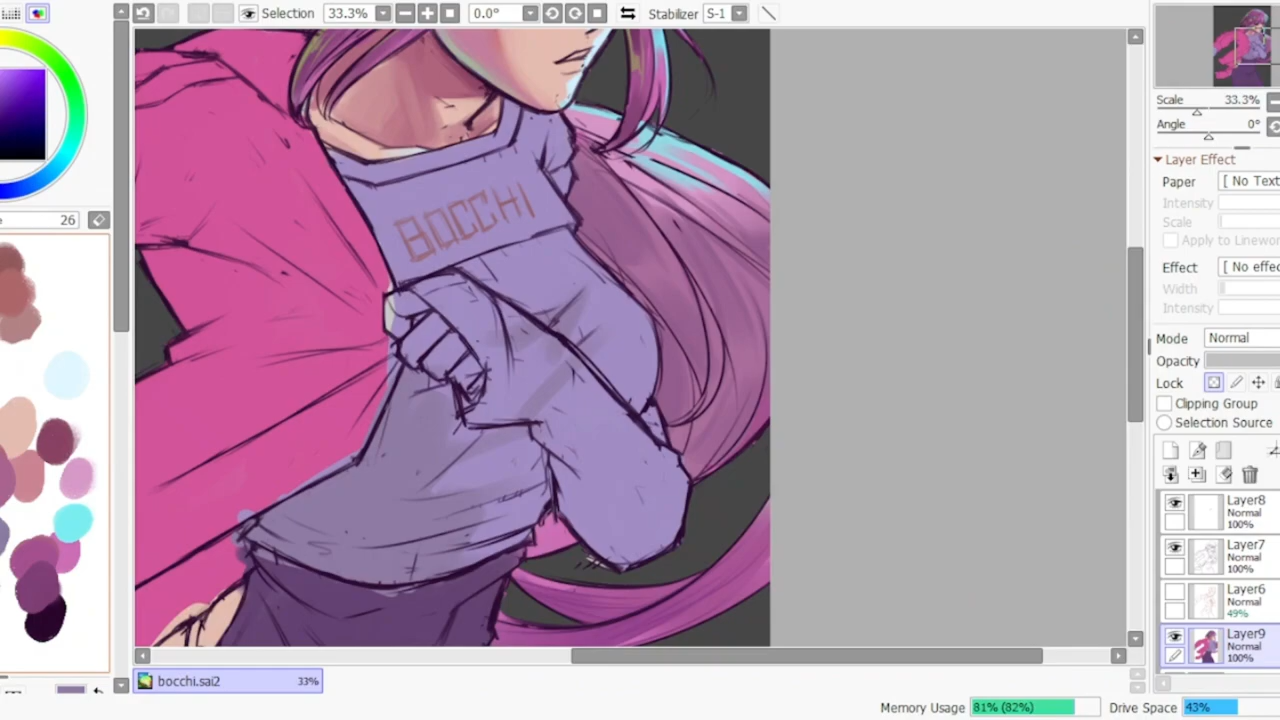 Selection 33.3% 0.0° Stabilizer S-1
Scale 33.3%
Angle 0°
Layer Effect
Paper [ No Text
Intensity
Scale
Apply to Linewor
Effect [ No effec
Width
Intensity
Mode Normal
Opacity
Lock
Clipping Group
Selection Source
Layer8
Normal
100%
Layer7
Normal
100%
Layer6
Normal
49%
Layer9
Normal
100%
26
BOCCHI
bocchi.sai2 33%
Memory Usage 81% (82%) Drive Space 43%